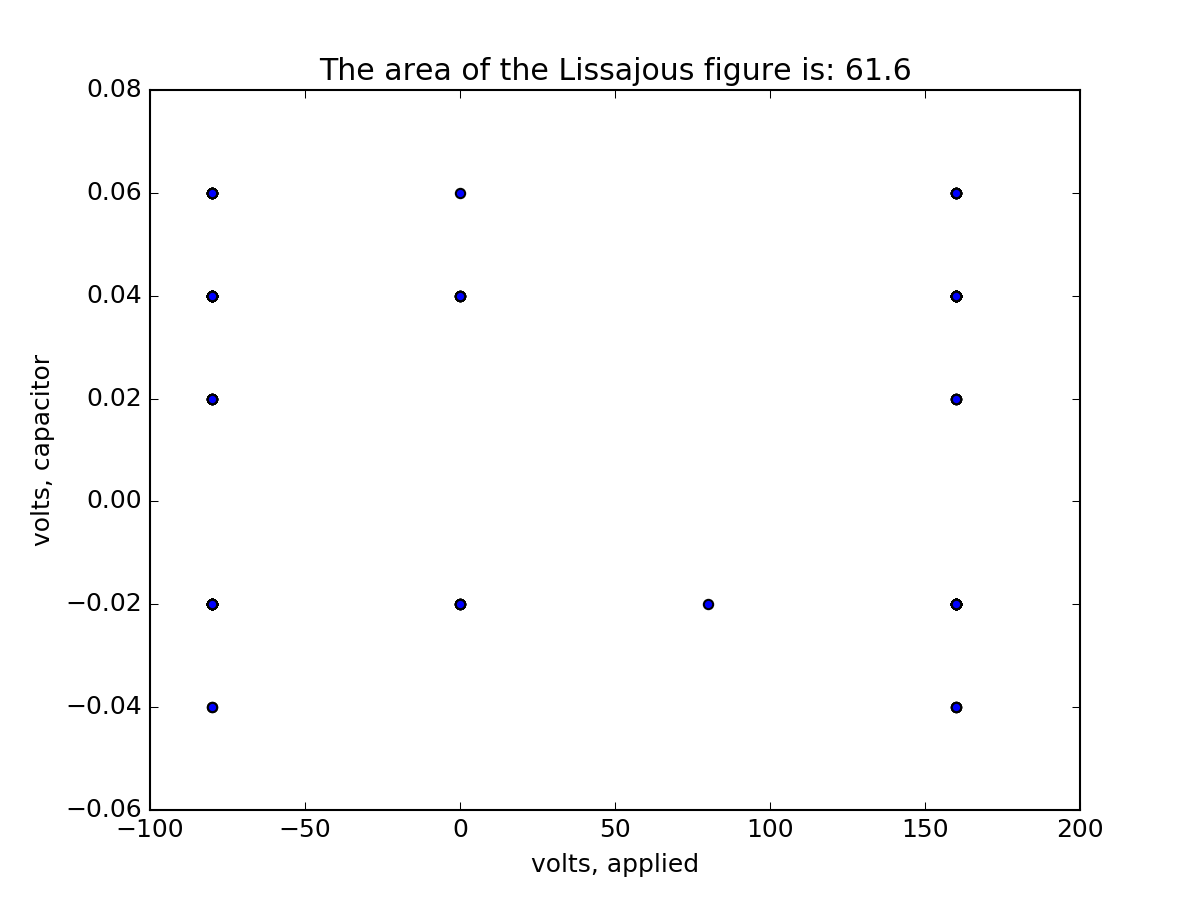 The area of the Lissajous figure is: 61.6
0.08
0.06
0.04
0.02
0.00
−0.02
−0.04
−0.06
volts, capacitor
−100 −50 0 50 100 150 200
volts, applied